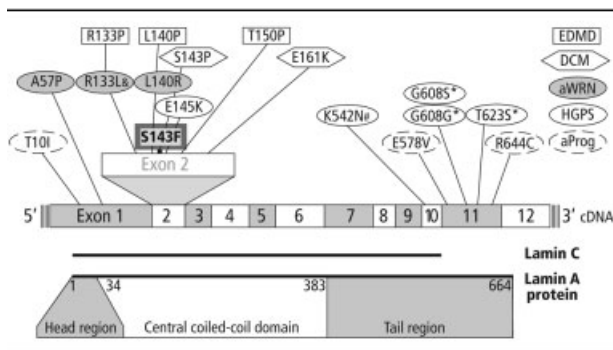 R133P L140P T150P EDMD
S143P DCM
A57P R133L& L140R E161K aWRN
E145K G608S*
K542N# G608G* T623S* HGPS
S143F
T10I E578V R644C aProg
Exon 2
5' Exon 1 2 3 4 5 6 7 8 9 10 11 12 3' cDNA
Lamin C
Lamin A
protein
1 34 383 664
Head region Central coiled-coil domain Tail region